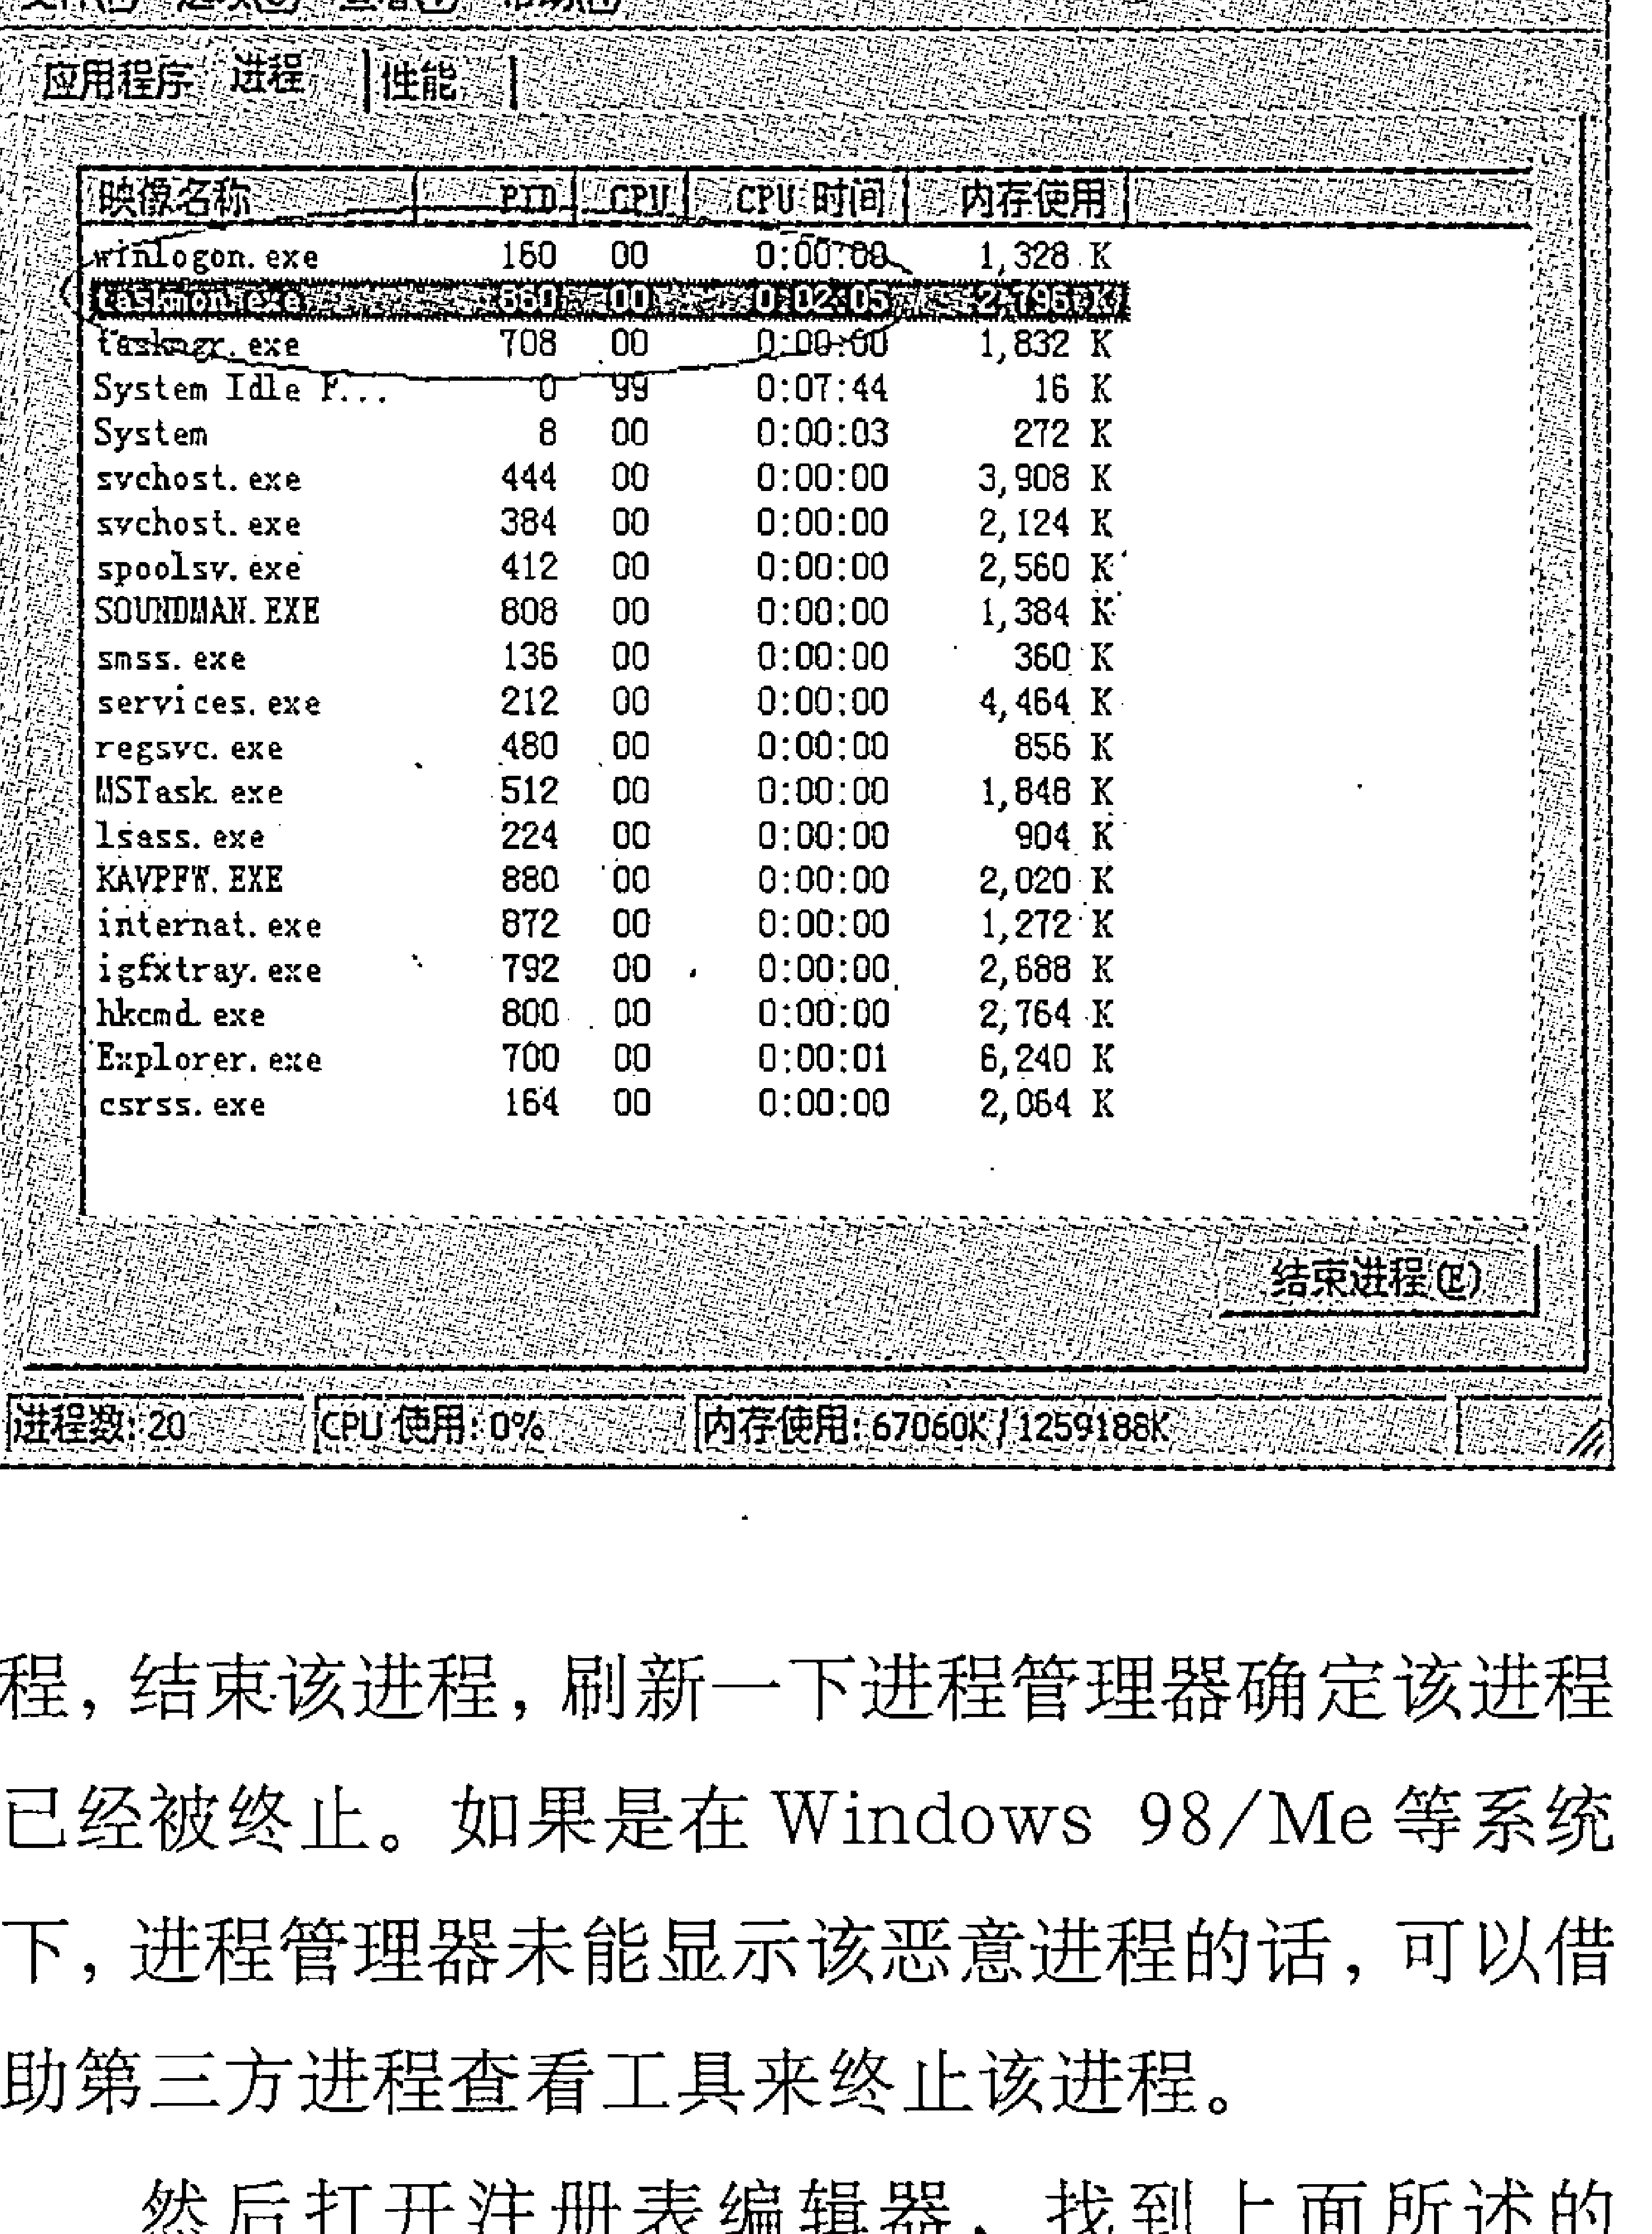 应用程序 进程 性能
映像名称 PID CPU CPU 时间 内存使用
winlogon.exe 160 00 0:00:00 1,328 K
taskmon.exe 860 00 0:02:05 2,796 K
taskmgr.exe 708 00 0:00:00 1,832 K
System Idle P... 0 99 0:07:44 16 K
System 8 00 0:00:03 272 K
svchost.exe 444 00 0:00:00 3,908 K
svchost.exe 384 00 0:00:00 2,124 K
spoolsv.exe 412 00 0:00:00 2,560 K
SOUNDMAN.EXE 808 00 0:00:00 1,384 K
smss.exe 136 00 0:00:00 360 K
services.exe 212 00 0:00:00 4,464 K
regsvc.exe 480 00 0:00:00 856 K
MSTask.exe 512 00 0:00:00 1,848 K
lsass.exe 224 00 0:00:00 904 K
KAVPFW.EXE 880 00 0:00:00 2,020 K
internat.exe 872 00 0:00:00 1,272 K
igfxtray.exe 792 00 0:00:00 2,688 K
hkcmd.exe 800 00 0:00:00 2,764 K
Explorer.exe 700 00 0:00:01 6,240 K
csrss.exe 164 00 0:00:00 2,064 K
结束进程(E)
进程数: 20 CPU 使用: 0% 内存使用: 67060K / 1259188K
程，结束该进程，刷新一下进程管理器确定该进程
已经被终止。如果是在 Windows 98/Me 等系统
下，进程管理器未能显示该恶意进程的话，可以借
助第三方进程查看工具来终止该进程。
然后打开注册表编辑器，找到上面所述的